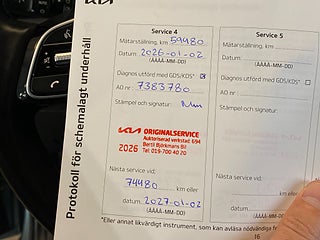 KIA
Protokoll för schemalagt underhåll
Service 4
Mätarställning, km 59480
Datum: 2026-01-02
(ÅÅÅÅ-MM-DD)
Diagnos utförd med GDS/KDS*
AO nr: 7383780
Stämpel och signatur:
KIA ORIGINALSERVICE
Auktoriserad verkstad 694
Bertil Björkmans Bil
2026 Tel: 019-700 40 20
Nästa service vid:
74480 km eller
datum: 2027-01-02
(ÅÅÅÅ-MM-DD)
Service 5
Mätarställning, km
Datum:
(ÅÅÅÅ-MM-DD)
Diagnos utförd med GDS/KDS*
AO nr:
Stämpel och signatur:
Nästa service vid:
km eller
datum:
(ÅÅÅÅ-MM-DD)
*Eller annat likvärdigt instrument, som kan avläsa nödvändiga
16